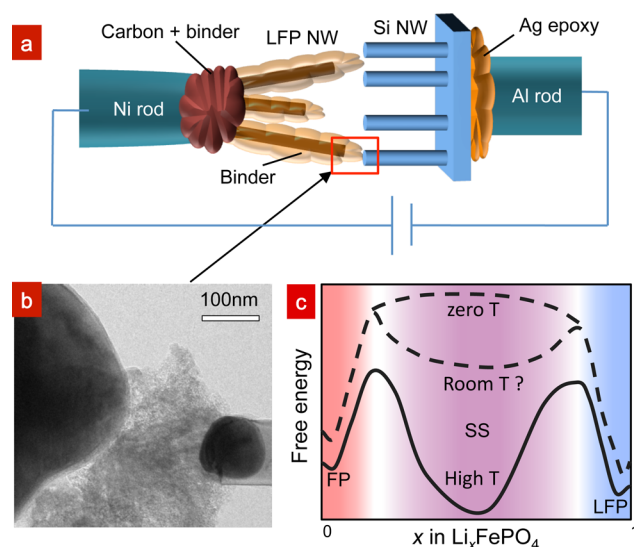 a
Carbon + binder
LFP NW
Si NW
Ag epoxy
Ni rod
Al rod
Binder
b
100nm
c
Free energy
zero T
Room T ?
SS
High T
FP
LFP
0
x in LiₓFePO₄